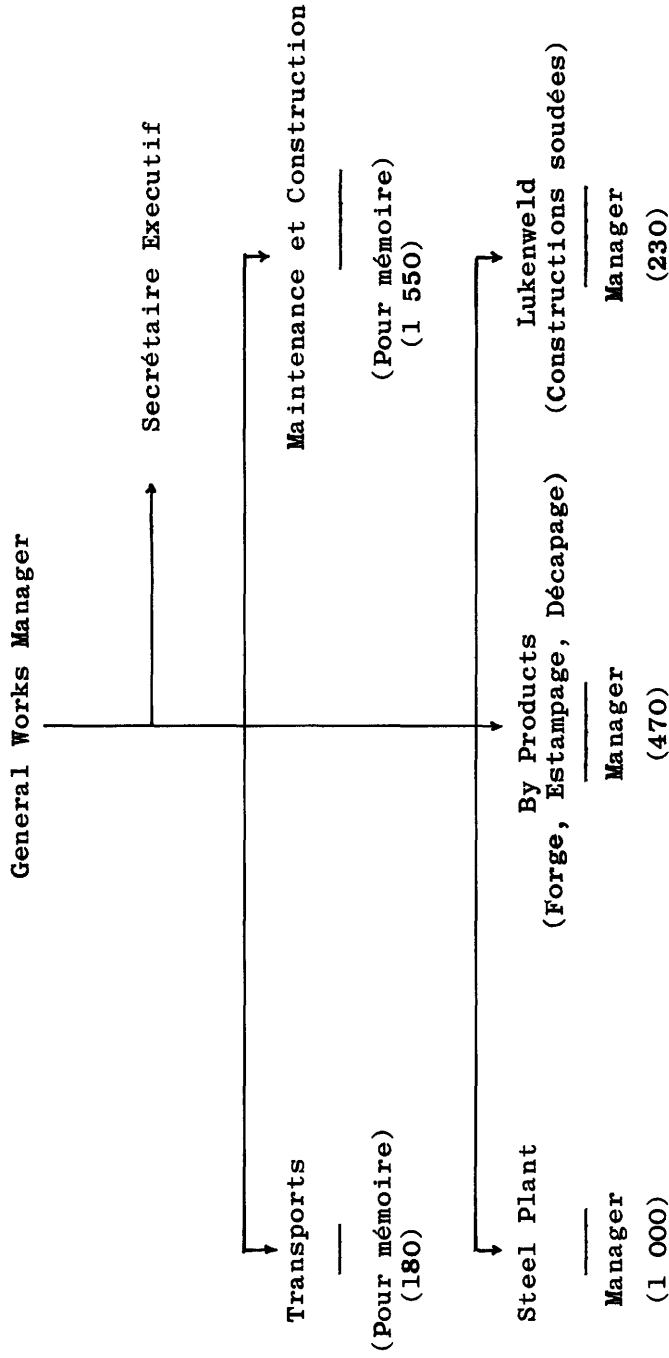 General Works Manager
Secrétaire Executif
Transports
(Pour mémoire)
(180)
Maintenance et Construction
(Pour mémoire)
(1 550)
Steel Plant
Manager
(1 000)
By Products
(Forge, Estampage, Décapage)
Manager
(470)
Lukenweld
(Constructions soudées)
Manager
(230)